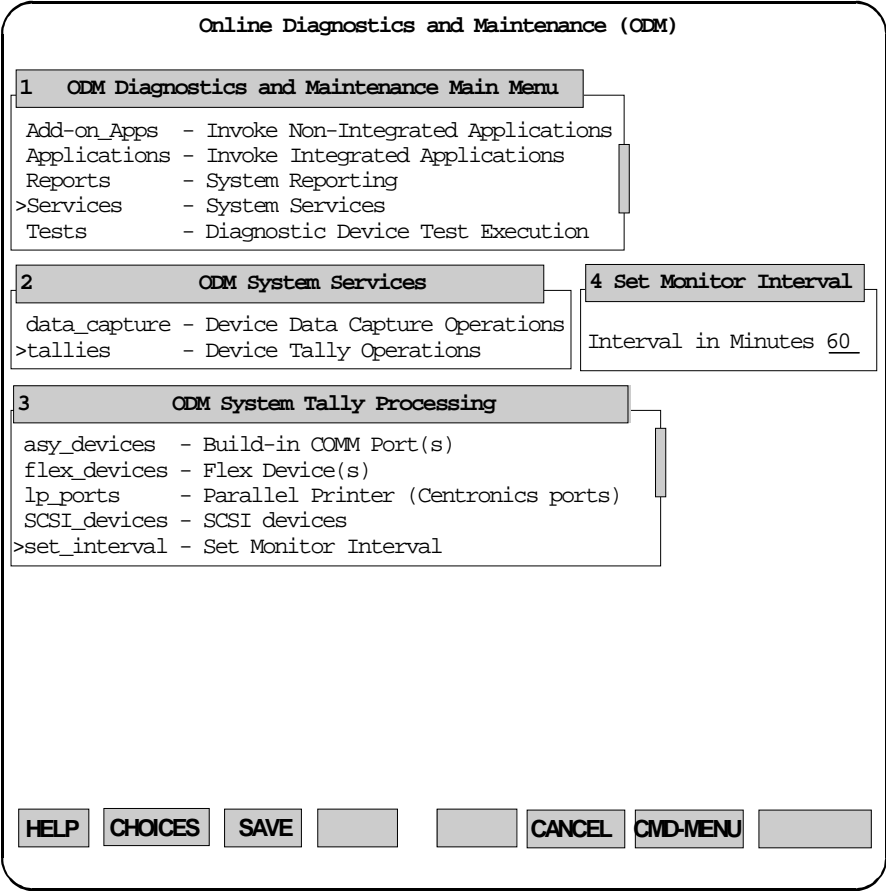 Online Diagnostics and Maintenance (ODM)
1 ODM Diagnostics and Maintenance Main Menu
Add-on_Apps - Invoke Non-Integrated Applications
Applications - Invoke Integrated Applications
Reports - System Reporting
>Services - System Services
Tests - Diagnostic Device Test Execution
2 ODM System Services
data_capture - Device Data Capture Operations
>tallies - Device Tally Operations
4 Set Monitor Interval
Interval in Minutes 60
3 ODM System Tally Processing
asy_devices - Build-in COMM Port(s)
flex_devices - Flex Device(s)
lp_ports - Parallel Printer (Centronics ports)
SCSI_devices - SCSI devices
>set_interval - Set Monitor Interval
HELP CHOICES SAVE CANCEL CMD-MENU